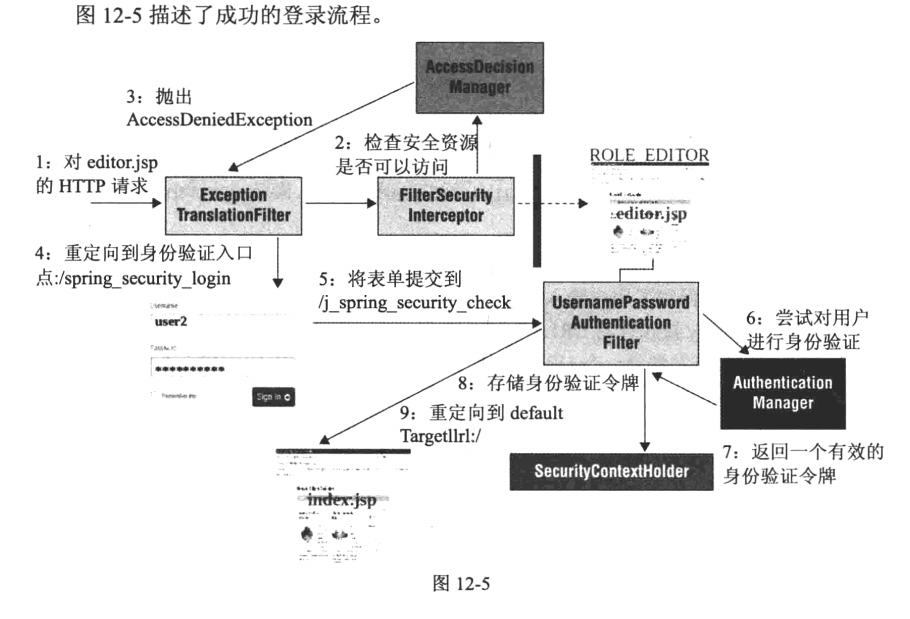 图 12-5 描述了成功的登录流程。
AccessDecision
Manager
3：抛出
AccessDeniedException
2：检查安全资源
是否可以访问
1：对 editor.jsp
的 HTTP 请求
ROLE_EDITOR
Exception
TranslationFilter
FilterSecurity
Interceptor
editor.jsp
4：重定向到身份验证入口
点:/spring_security_login
5：将表单提交到
/j_spring_security_check
UsernamePassword
Authentication
Filter
6：尝试对用户
进行身份验证
Username
user2
Password
Remember me
Sign In
8：存储身份验证令牌
Authentication
Manager
9：重定向到 default
Targetllrl:/
SecurityContextHolder
7：返回一个有效的
身份验证令牌
index.jsp
图 12-5